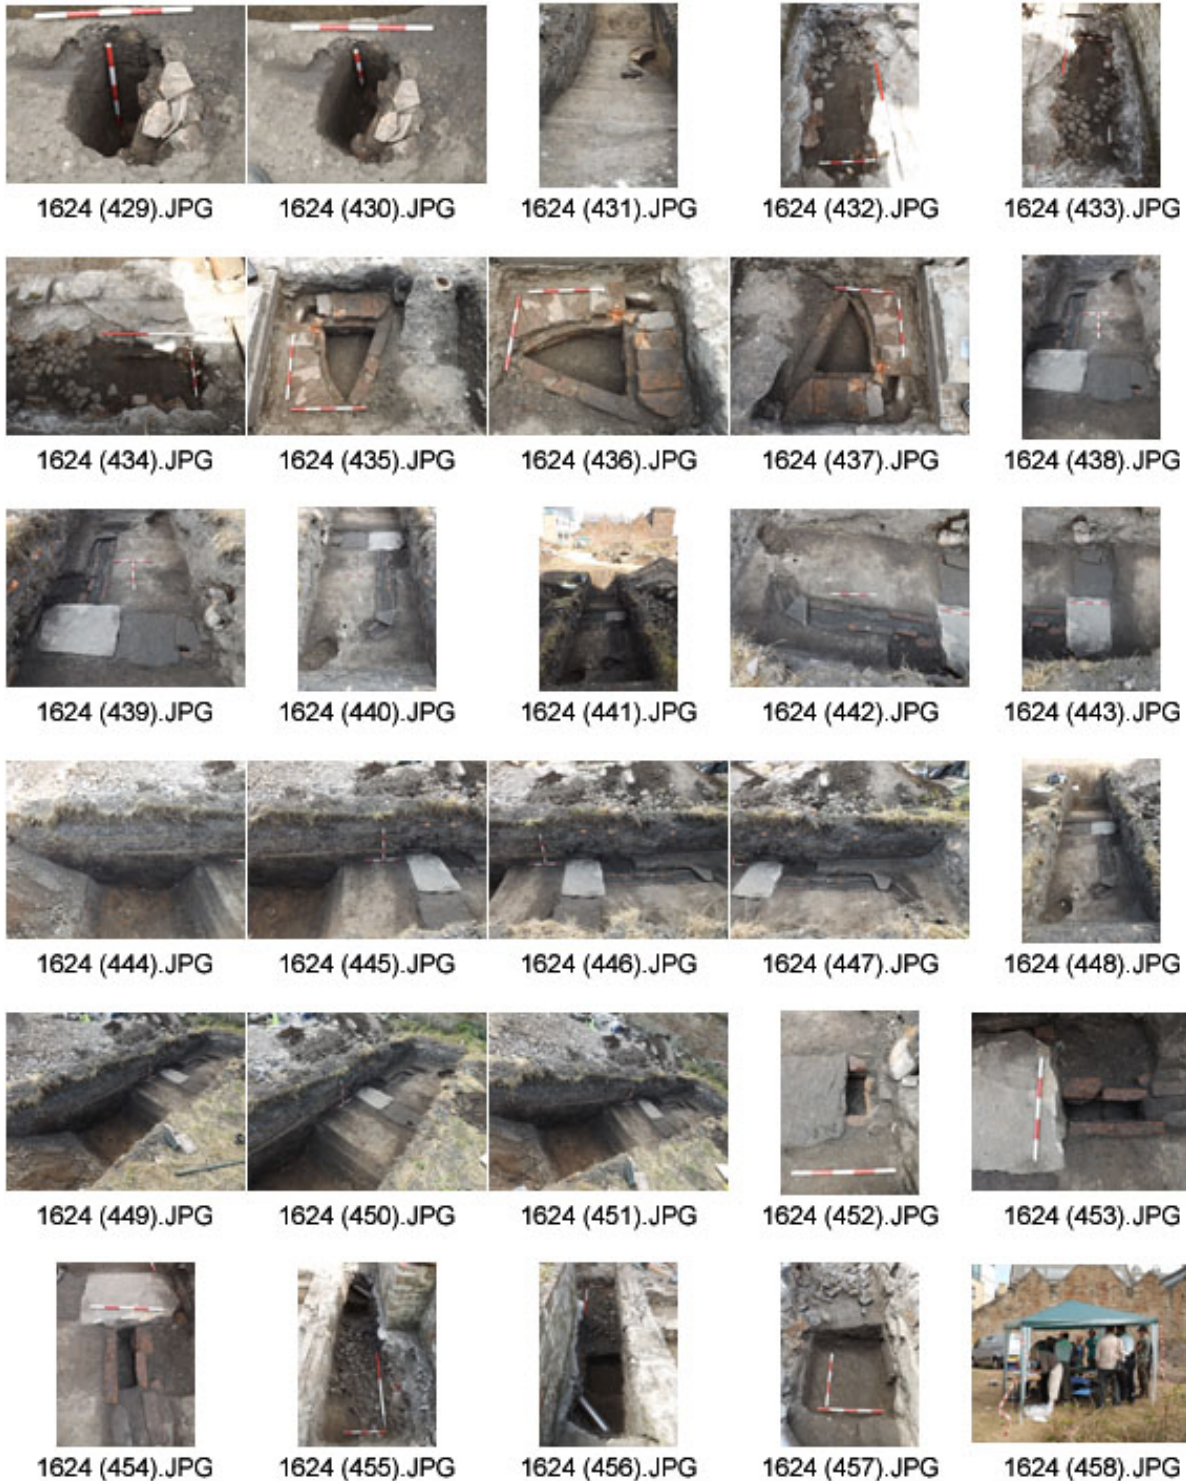 1624 (429).JPG 1624 (430).JPG 1624 (431).JPG 1624 (432).JPG 1624 (433).JPG
1624 (434).JPG 1624 (435).JPG 1624 (436).JPG 1624 (437).JPG 1624 (438).JPG
1624 (439).JPG 1624 (440).JPG 1624 (441).JPG 1624 (442).JPG 1624 (443).JPG
1624 (444).JPG 1624 (445).JPG 1624 (446).JPG 1624 (447).JPG 1624 (448).JPG
1624 (449).JPG 1624 (450).JPG 1624 (451).JPG 1624 (452).JPG 1624 (453).JPG
1624 (454).JPG 1624 (455).JPG 1624 (456).JPG 1624 (457).JPG 1624 (458).JPG